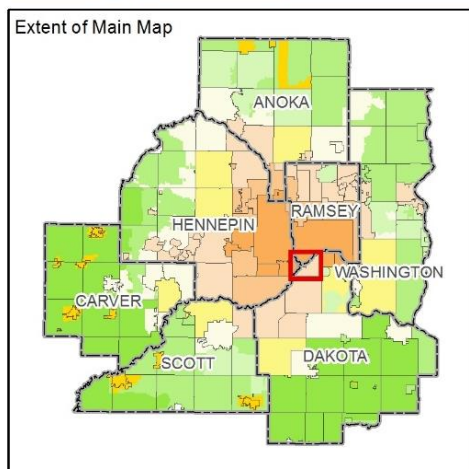 Extent of Main Map
ANOKA
HENNEPIN
RAMSEY
WASHINGTON
CARVER
SCOTT
DAKOTA